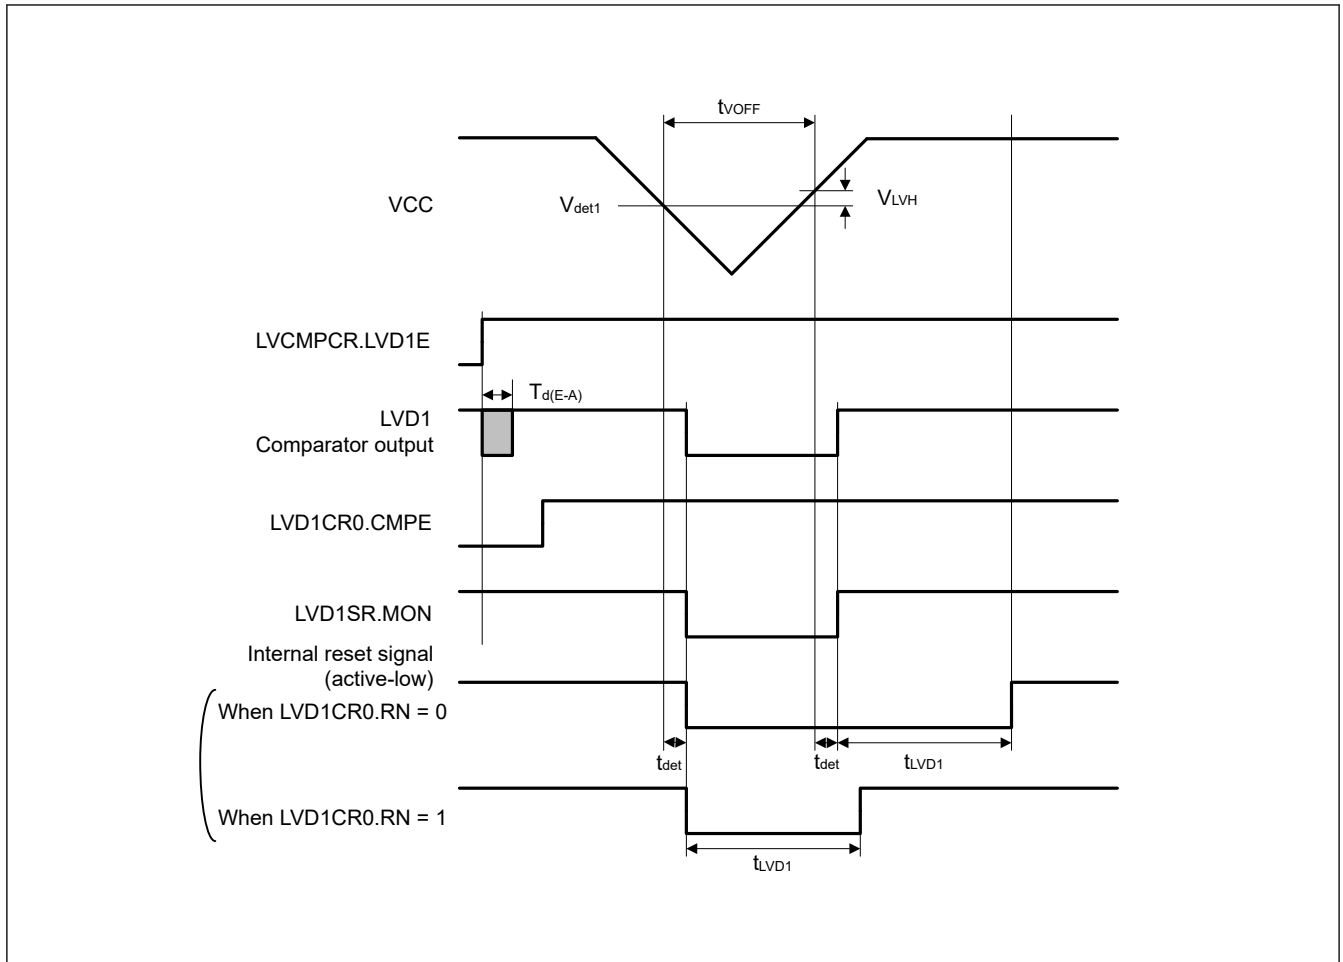 tVOFF
VCC
Vdet1
VLVH
LVCMPCR.LVD1E
Td(E-A)
LVD1
Comparator output
LVD1CR0.CMPE
LVD1SR.MON
Internal reset signal
(active-low)
When LVD1CR0.RN = 0
tdet
tdet
tLVD1
When LVD1CR0.RN = 1
tLVD1